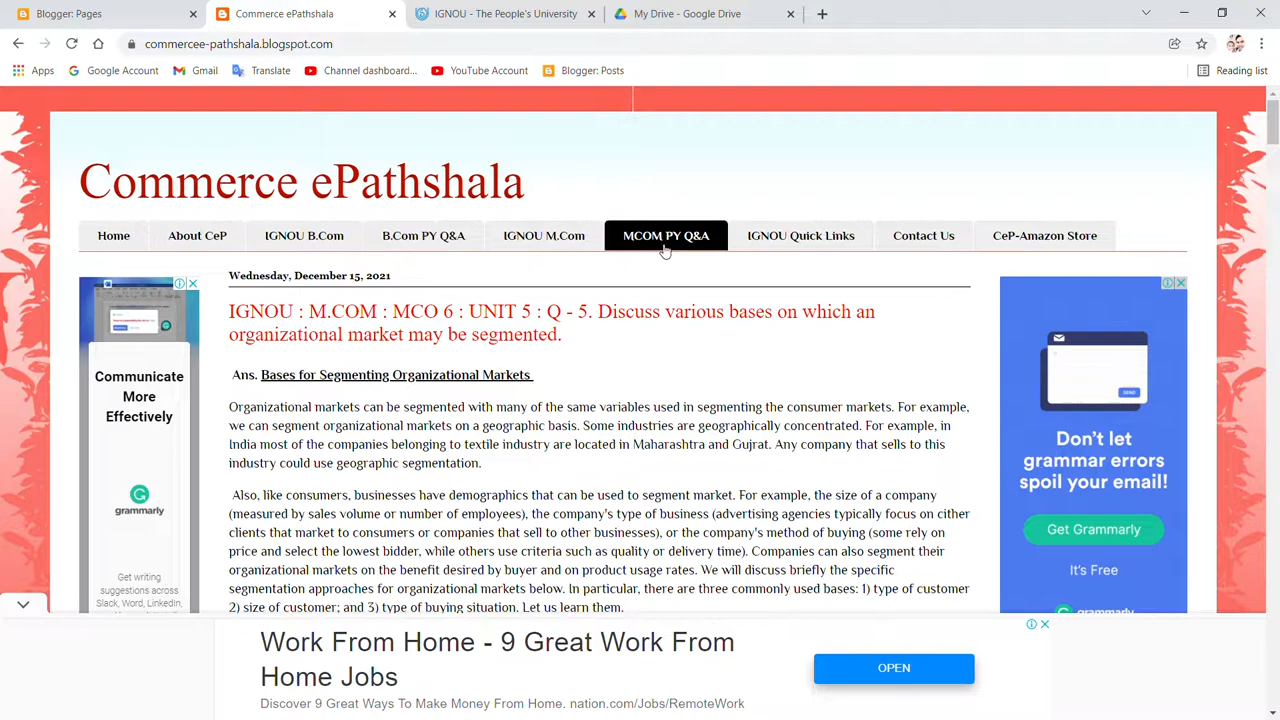 Blogger: Pages
Commerce ePathshala
IGNOU - The People's University
My Drive - Google Drive
commercee-pathshala.blogspot.com
Apps
Google Account
Gmail
Translate
Channel dashboard...
YouTube Account
Blogger: Posts
Reading list
Commerce ePathshala
Home
About CeP
IGNOU B.Com
B.Com PY Q&A
IGNOU M.Com
MCOM PY Q&A
IGNOU Quick Links
Contact Us
CeP-Amazon Store
Wednesday, December 15, 2021
IGNOU : M.COM : MCO 6 : UNIT 5 : Q - 5. Discuss various bases on which an
organizational market may be segmented.
Ans. Bases for Segmenting Organizational Markets
Organizational markets can be segmented with many of the same variables used in segmenting the consumer markets. For example,
we can segment organizational markets on a geographic basis. Some industries are geographically concentrated. For example, in
India most of the companies belonging to textile industry are located in Maharashtra and Gujrat. Any company that sells to this
industry could use geographic segmentation.
Also, like consumers, businesses have demographics that can be used to segment market. For example, the size of a company
(measured by sales volume or number of employees), the company's type of business (advertising agencies typically focus on cither
clients that market to consumers or companies that sell to other businesses), or the company's method of buying (some rely on
price and select the lowest bidder, while others use criteria such as quality or delivery time). Companies can also segment their
organizational markets on the benefit desired by buyer and on product usage rates. We will discuss briefly the specific
segmentation approaches for organizational markets below. In particular, there are three commonly used bases: 1) type of customer
2) size of customer; and 3) type of buying situation. Let us learn them.
Communicate
More
Effectively
grammarly
Get writing
suggestions across
Slack, Word, LinkedIn,
SEND
Don't let
grammar errors
spoil your email!
Get Grammarly
It's Free
grammarly
Work From Home - 9 Great Work From
Home Jobs
Discover 9 Great Ways To Make Money From Home. nation.com/Jobs/RemoteWork
OPEN